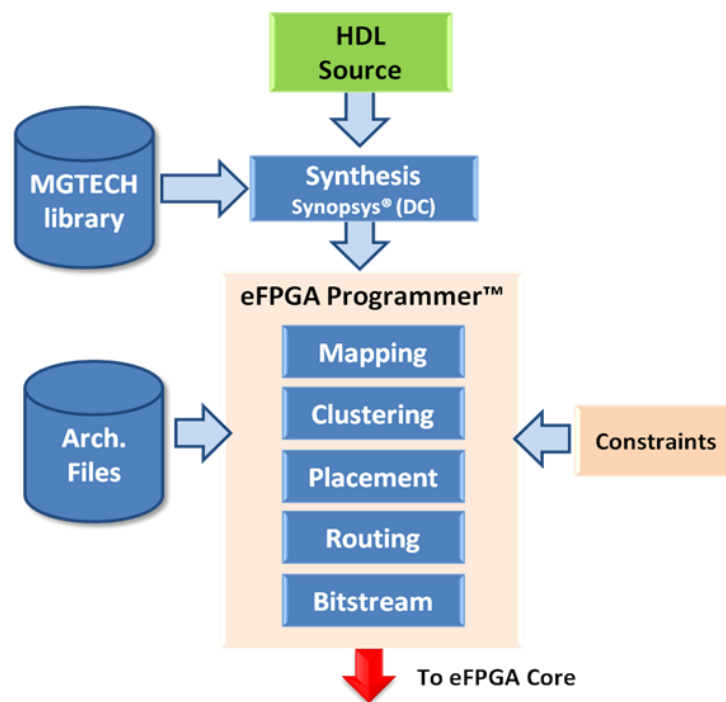 HDL
Source
MGTECH
library
Synthesis
Synopsys® (DC)
eFPGA Programmer™
Mapping
Clustering
Placement
Routing
Bitstream
Arch.
Files
Constraints
To eFPGA Core